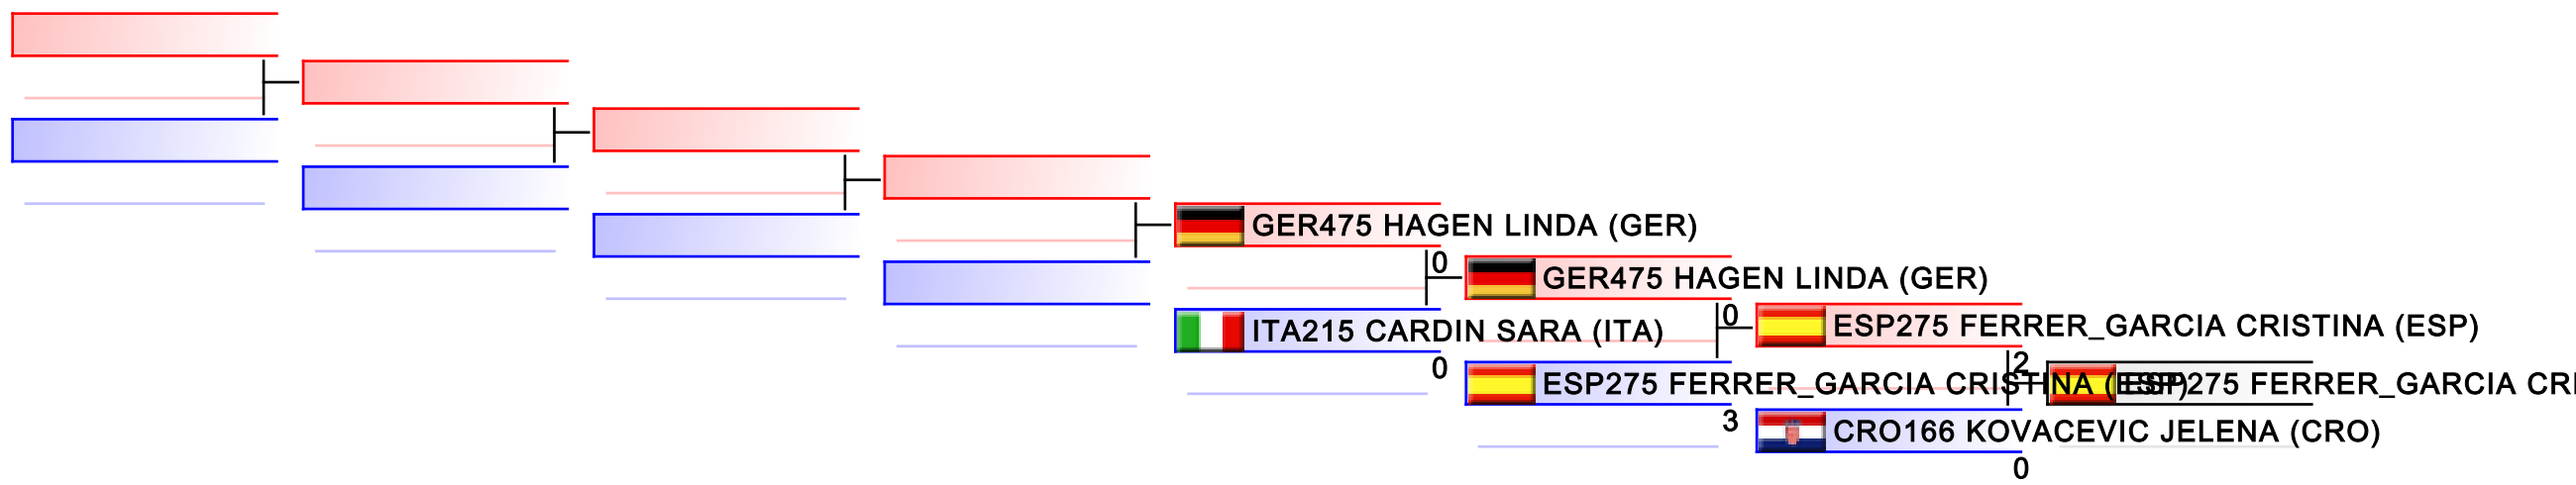 GER475 HAGEN LINDA (GER)
0
GER475 HAGEN LINDA (GER)
ITA215 CARDIN SARA (ITA)
0
0
ESP275 FERRER_GARCIA CRISTINA (ESP)
ESP275 FERRER_GARCIA CRISTINA (ESP)
3
2
ESP275 FERRER_GARCIA CRI
CRO166 KOVACEVIC JELENA (CRO)
0